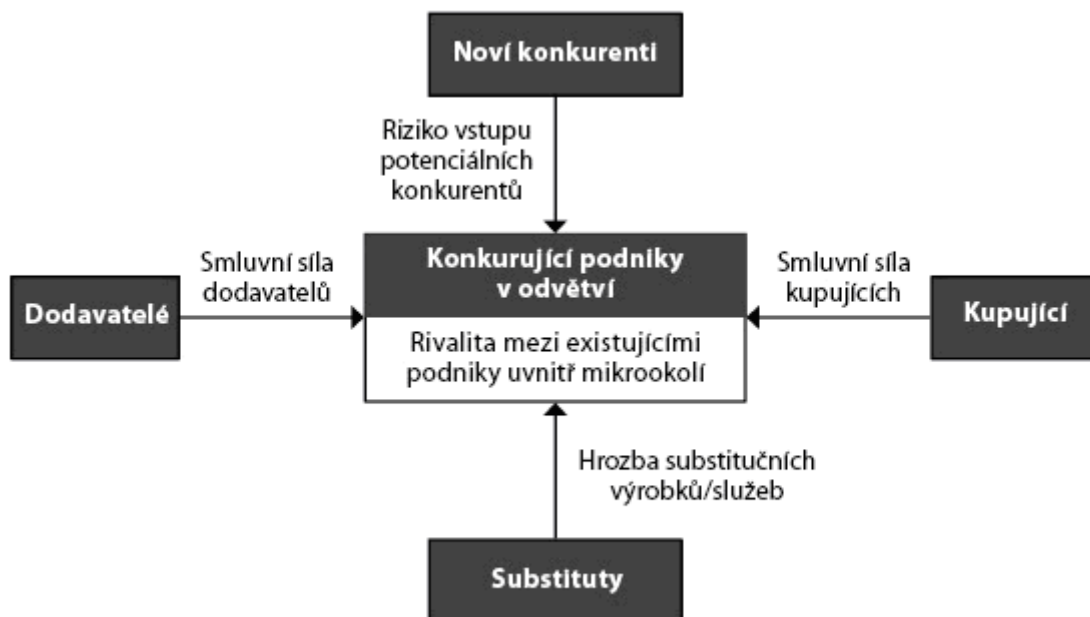 Noví konkurenti
Riziko vstupu
potenciálních
konkurentů
Smluvní síla
dodavatelů
Dodavatelé
Konkurující podniky
v odvětví
Rivalita mezi existujícími
podniky uvnitř mikrookolí
Smluvní síla
kupujících
Kupující
Hrozba substitučních
výrobků/služeb
Substituty